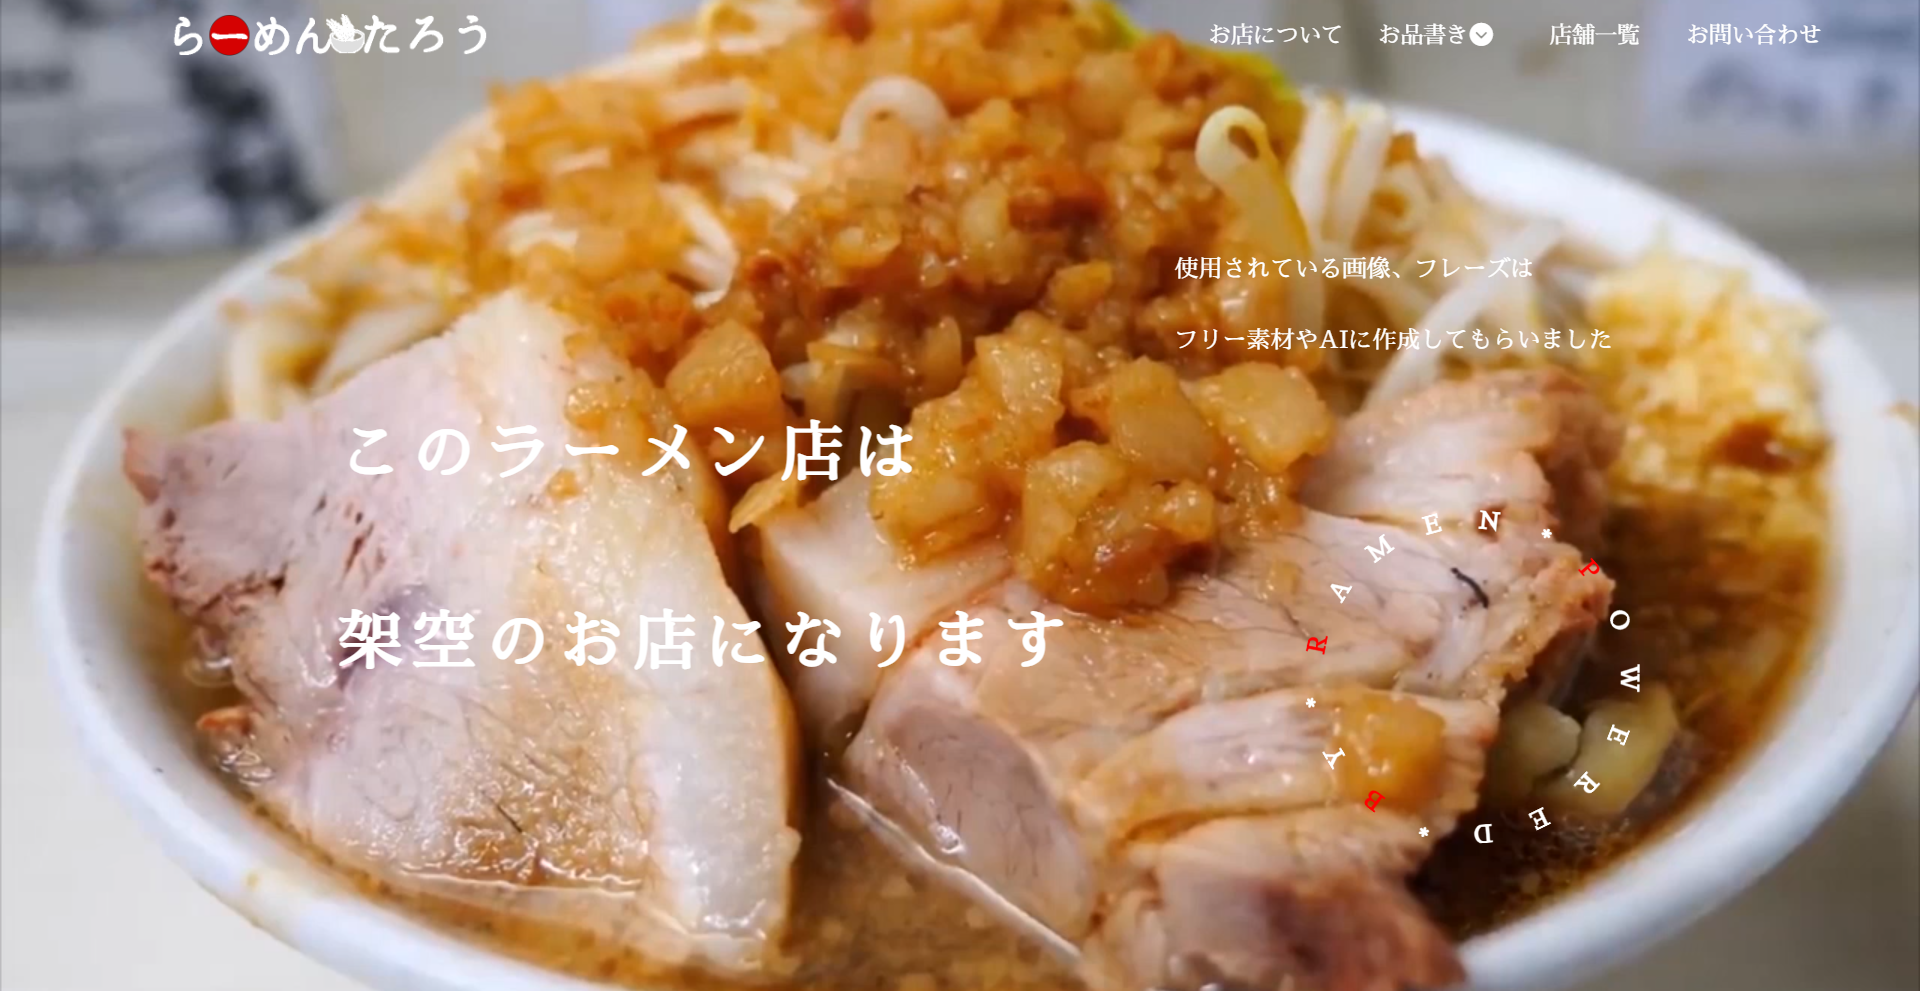 らーめんたろう
お店について
お品書き
店舗一覧
お問い合わせ
使用されている画像、フレーズは
フリー素材やAIに作成してもらいました
このラーメン店は
架空のお店になります
RAMEN*POWERED*BY*